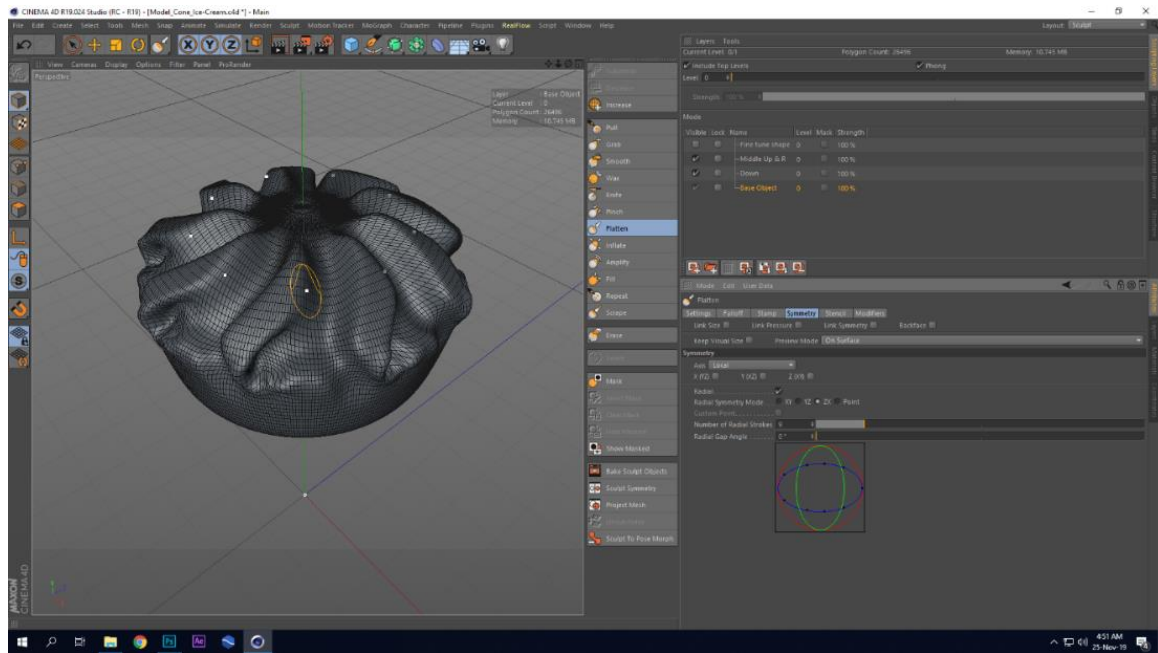 CINEMA 4D R19.024 Studio (RC - R19) - [Model_Cone_Ice-Cream.c4d *] - Main
File Edit Create Select Tools Mesh Snap Animate Simulate Render Sculpt Motion Tracker MoGraph Character Pipeline Plugins RealFlow Script Window Help
Layout: Sculpt
View Cameras Display Options Filter Panel ProRender
Perspective
Layer : Base Object
Current Level : 0
Polygon Count : 26496
Memory : 10.745 MB
Subdivide
Increase
Pull
Grab
Smooth
Wax
Knife
Pinch
Flatten
Inflate
Amplify
Fill
Repeat
Scrape
Erase
Mask
Show Masked
Bake Sculpt Objects
Sculpt Symmetry
Project Mesh
Sculpt To Pose Morph
Layers Tools
Current Level: 0/1 Polygon Count: 26496 Memory: 10.745 MB
Include Top Levels Phong
Level 0
Strength 100 %
Mode
Visible Lock Name Level Mask Strength
Fine tune shape 0 100 %
Middle Up & R 0 100 %
Down 0 100 %
Base Object 0 100 %
Mode Edit User Data
Flatten
Settings Falloff Stamp Symmetry Stencil Modifiers
Link Size Link Pressure Link Symmetry Backface
Keep Visual Size Preview Mode On Surface
Symmetry
Axis Local
X (YZ) Y (XZ) Z (XY)
Radial
Radial Symmetry Mode XY YZ ZX Point
Custom Point
Number of Radial Strokes 9
Radial Gap Angle 0 °
MAXON
CINEMA 4D
Ps
Ae
4:51 AM
25-Nov-19